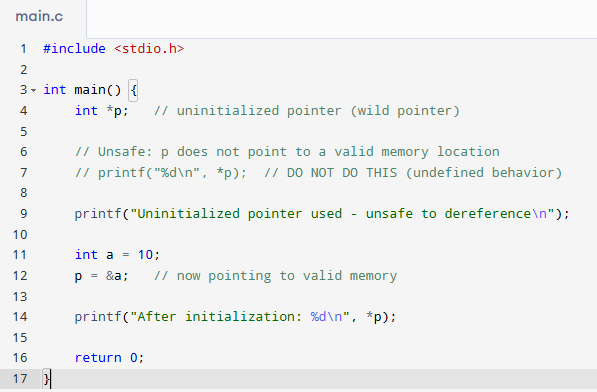 main.c
1 #include <stdio.h>
2
3 int main() {
4     int *p;   // uninitialized pointer (wild pointer)
5
6     // Unsafe: p does not point to a valid memory location
7     // printf("%d\n", *p);  // DO NOT DO THIS (undefined behavior)
8
9     printf("Uninitialized pointer used - unsafe to dereference\n");
10
11     int a = 10;
12     p = &a;   // now pointing to valid memory
13
14     printf("After initialization: %d\n", *p);
15
16     return 0;
17 }